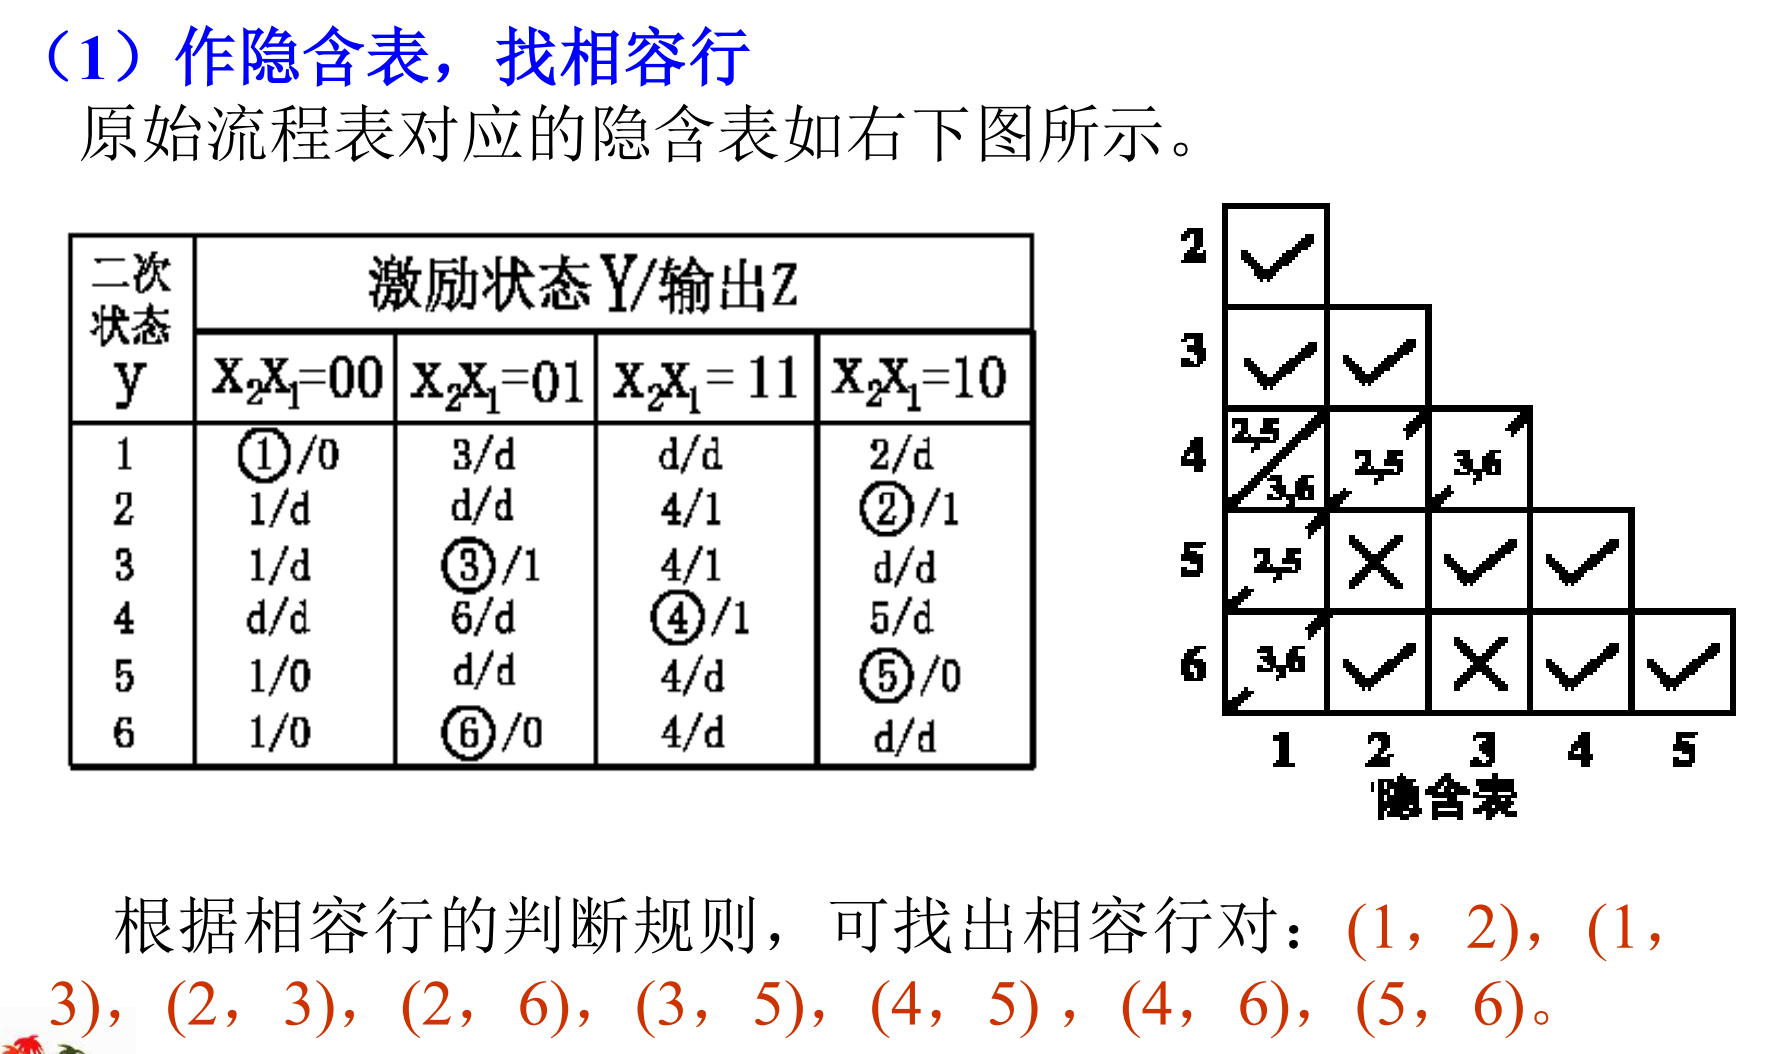 （1）作隐含表，找相容行
原始流程表对应的隐含表如右下图所示。
二次状态y 激励状态Y/输出Z
X₂X₁=00 X₂X₁=01 X₂X₁=11 X₂X₁=10
1 ①/0 3/d d/d 2/d
2 1/d d/d 4/1 ②/1
3 1/d ③/1 4/1 d/d
4 d/d 6/d ④/1 5/d
5 1/0 d/d 4/d ⑤/0
6 1/0 ⑥/0 4/d d/d
2 ✓
3 ✓ ✓
4 2,5 3,6 2,5 3,6
5 2,5 × ✓ ✓
6 3,6 ✓ × ✓ ✓
1 2 3 4 5
隐含表
根据相容行的判断规则，可找出相容行对：(1，2)，(1，
3)，(2，3)，(2，6)，(3，5)，(4，5)，(4，6)，(5，6)。